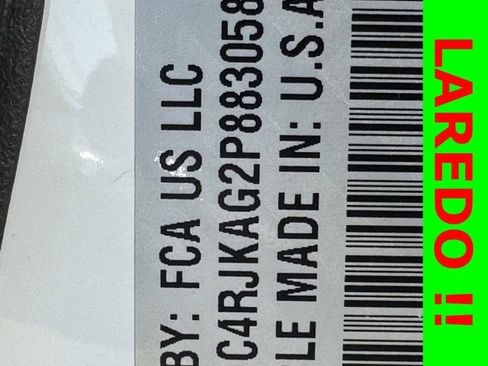 BY: FCA US LLC
C4RJKAG2P883058
LE MADE IN: U.S.A
LAREDO !!